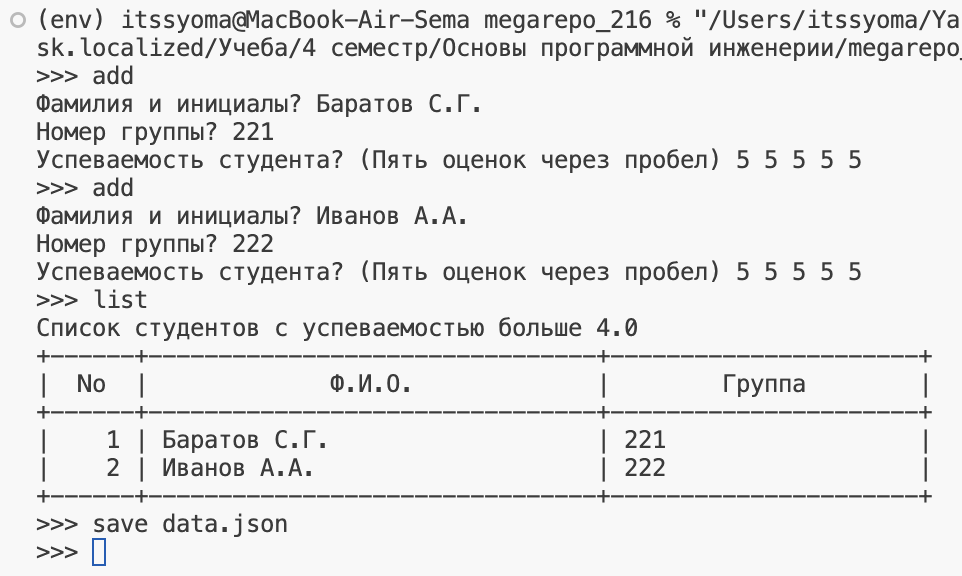 (env) itssyoma@MacBook-Air-Sema megarepo_216 % "/Users/itssyoma/Ya
sk.localized/Учеба/4 семестр/Основы программной инженерии/megarepo_
>>> add
Фамилия и инициалы? Баратов С.Г.
Номер группы? 221
Успеваемость студента? (Пять оценок через пробел) 5 5 5 5 5
>>> add
Фамилия и инициалы? Иванов А.А.
Номер группы? 222
Успеваемость студента? (Пять оценок через пробел) 5 5 5 5 5
>>> list
Список студентов с успеваемостью больше 4.0
+------+--------------------------------+----------------------+
| No | Ф.И.О. | Группа |
+------+--------------------------------+----------------------+
| 1 | Баратов С.Г. | 221 |
| 2 | Иванов А.А. | 222 |
+------+--------------------------------+----------------------+
>>> save data.json
>>>